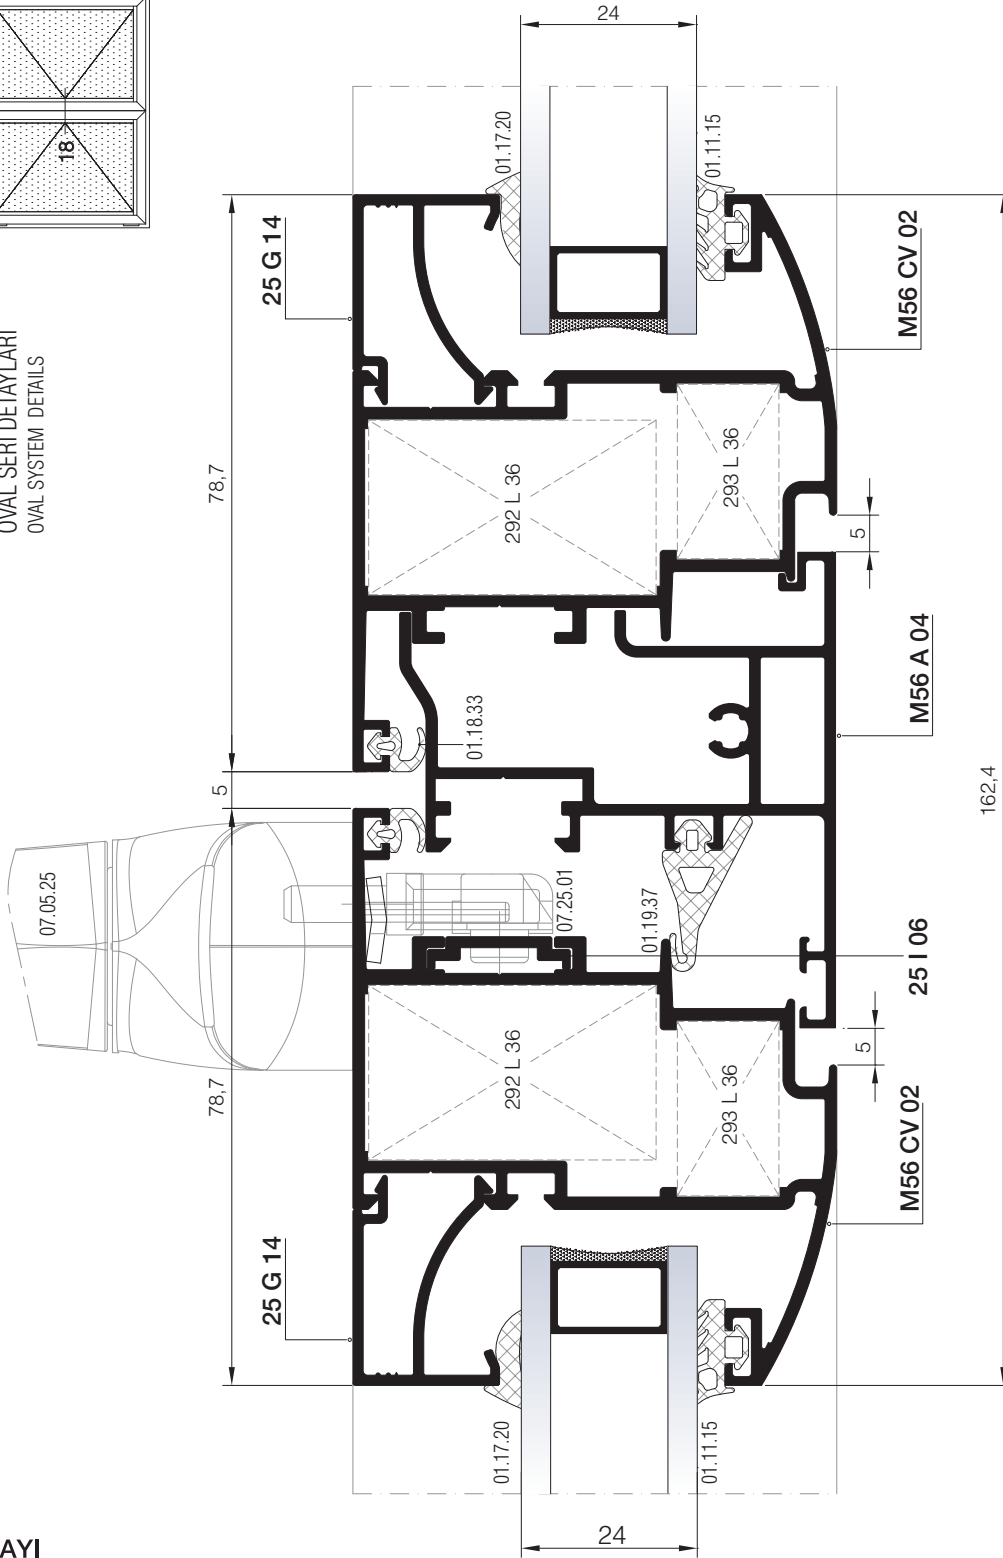 18
OVAL SERİ DETAYLARI
OVAL SYSTEM DETAILS
24
01.17.20
01.11.15
25 G 14
M56 CV 02
78,7
292 L 36
293 L 36
5
M56 A 04
01.18.33
5
162,4
07.05.25
07.25.01
01.19.37
25 I 06
78,7
292 L 36
293 L 36
5
M56 CV 02
25 G 14
01.17.20
01.11.15
24
AYI